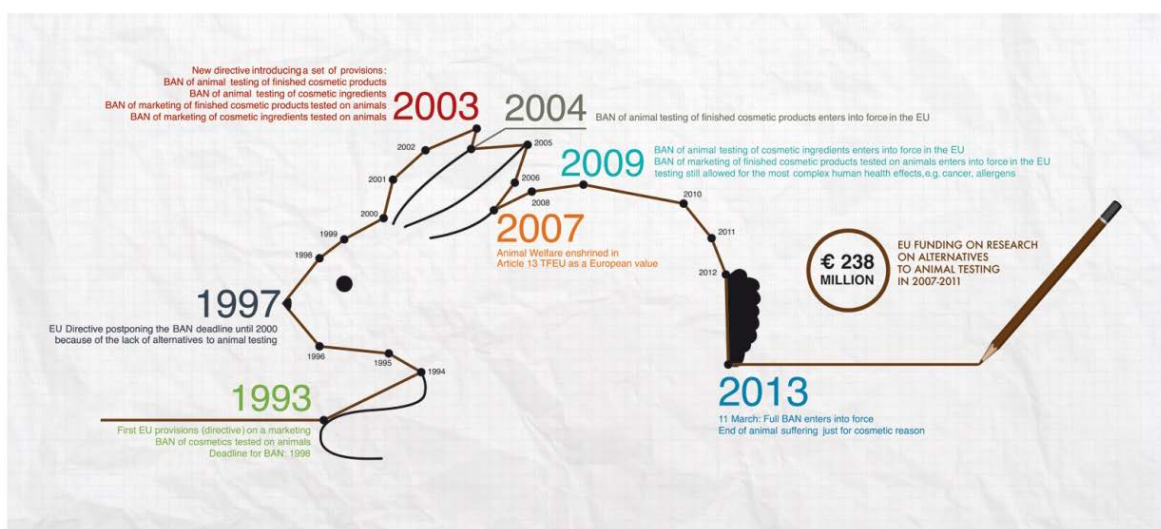 New directive introducing a set of provisions:
BAN of animal testing of finished cosmetic products
BAN of animal testing of cosmetic ingredients
BAN of marketing of finished cosmetic products tested on animals
BAN of marketing of cosmetic ingredients tested on animals
2003
2004
BAN of animal testing of finished cosmetic products enters into force in the EU
2002
2005
2009
BAN of animal testing of cosmetic ingredients enters into force in the EU
BAN of marketing of finished cosmetic products tested on animals enters into force in the EU
testing still allowed for the most complex human health effects, e.g. cancer, allergens
2001
2006
2008
2010
2000
2007
Animal Welfare enshrined in
Article 13 TFEU as a European value
1999
2011
1998
2012
€ 238
MILLION
EU FUNDING ON RESEARCH
ON ALTERNATIVES
TO ANIMAL TESTING
IN 2007-2011
1997
EU Directive postponing the BAN deadline until 2000
because of the lack of alternatives to animal testing
1996
1995
1994
1993
First EU provisions (directive) on a marketing
BAN of cosmetics tested on animals
Deadline for BAN: 1998
2013
11 March: Full BAN enters into force
End of animal suffering just for cosmetic reason